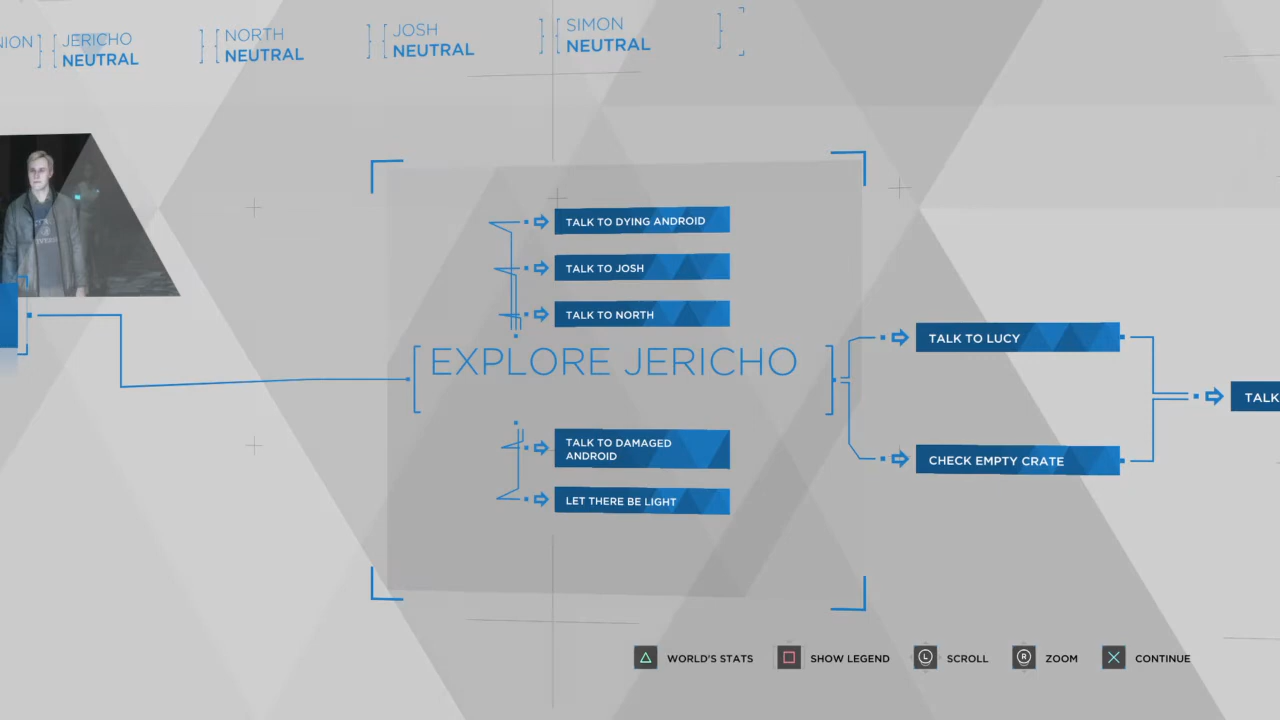 NION
JERICHO
NEUTRAL
NORTH
NEUTRAL
JOSH
NEUTRAL
SIMON
NEUTRAL
TALK TO DYING ANDROID
TALK TO JOSH
TALK TO NORTH
EXPLORE JERICHO
TALK TO DAMAGED
ANDROID
LET THERE BE LIGHT
TALK TO LUCY
CHECK EMPTY CRATE
TALK
WORLD'S STATS
SHOW LEGEND
L
SCROLL
R
ZOOM
CONTINUE